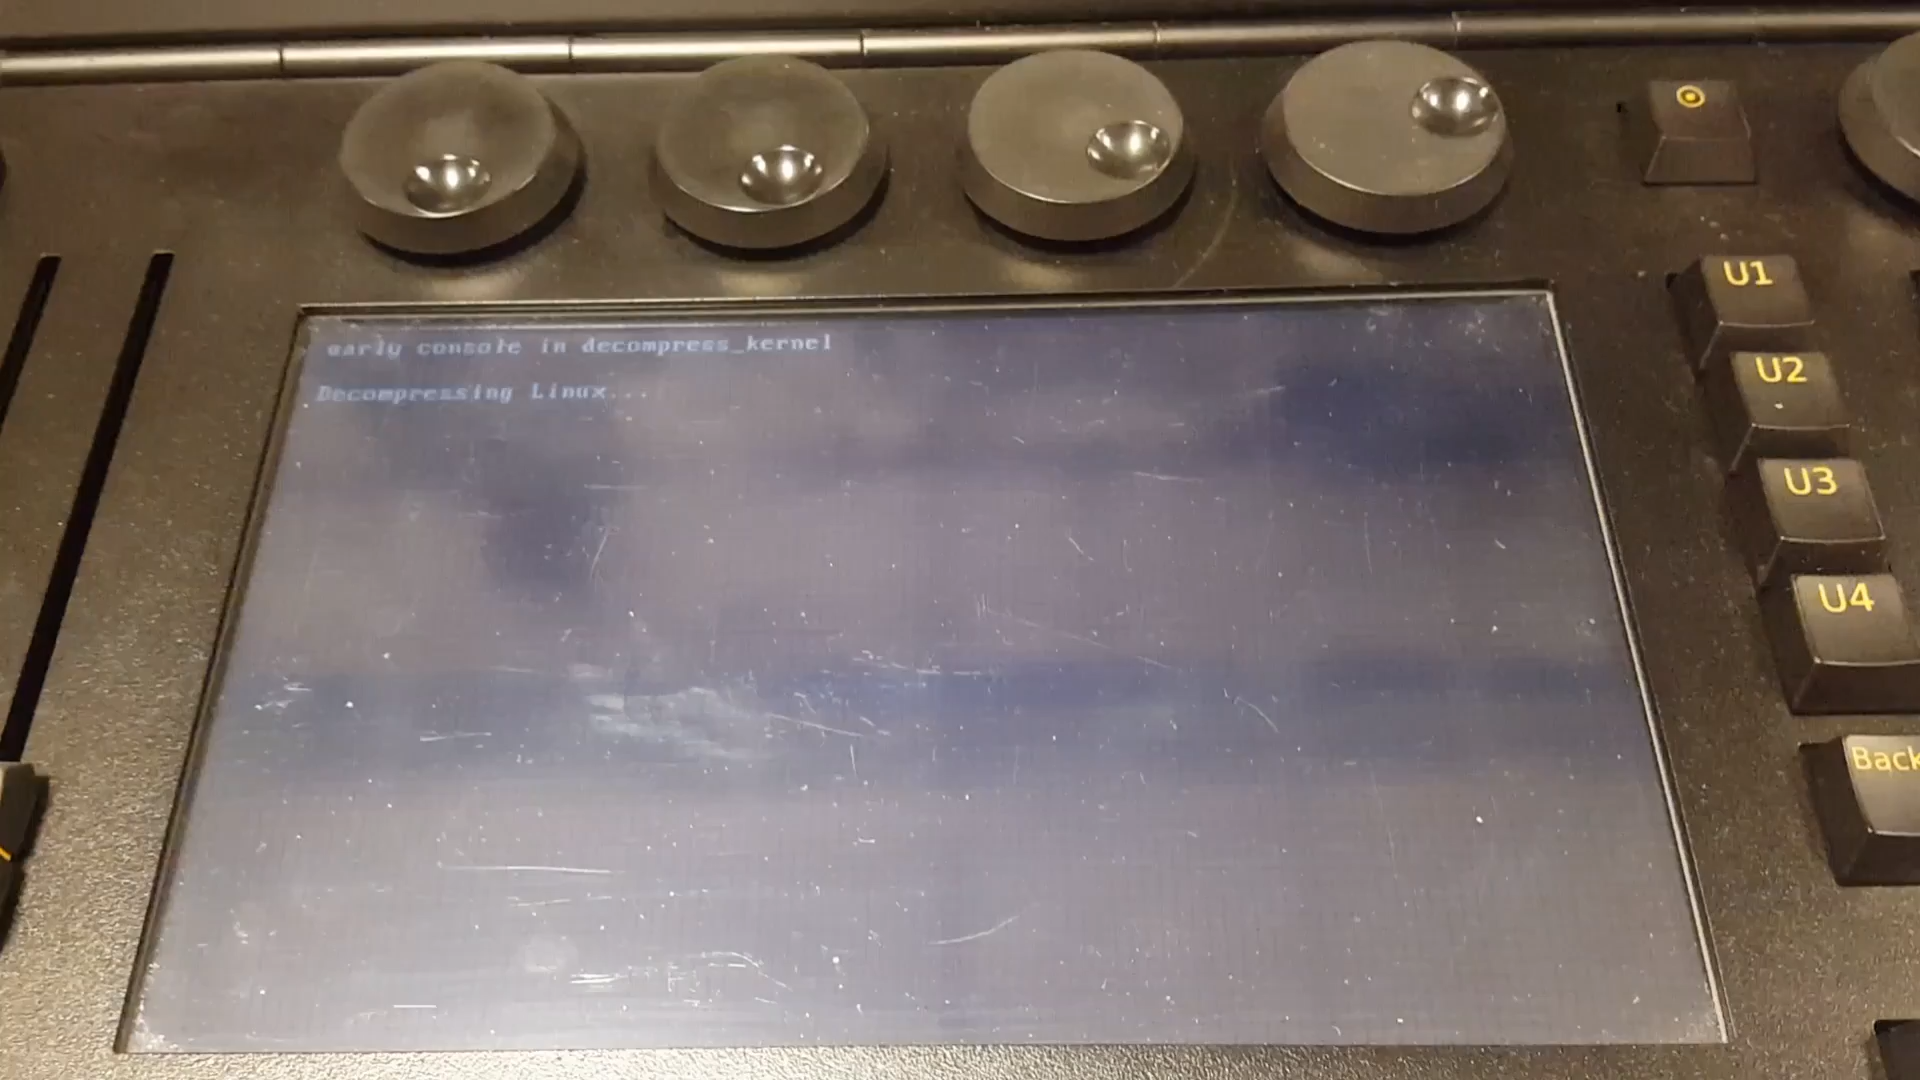 early console in decompress_kernel
Decompressing Linux...
U1
U2
U3
U4
Back